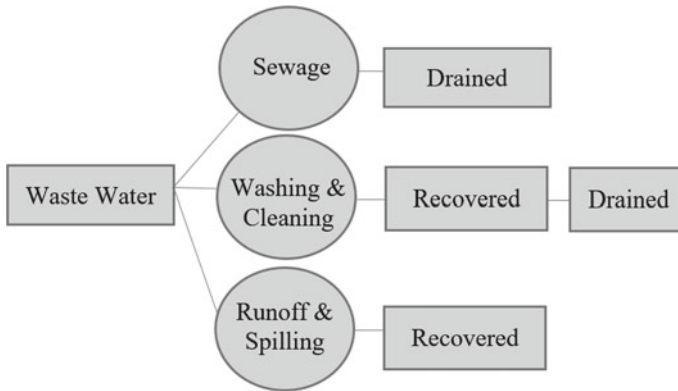 Sewage
Drained
Waste Water
Washing &
Cleaning
Recovered
Drained
Runoff &
Spilling
Recovered